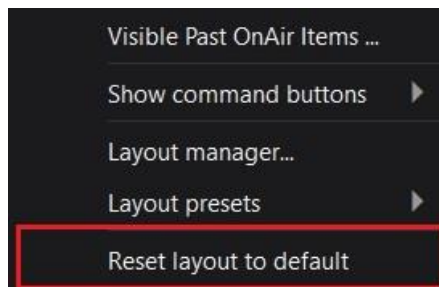 Visible Past OnAir Items ...
Show command buttons
Layout manager...
Layout presets
Reset layout to default